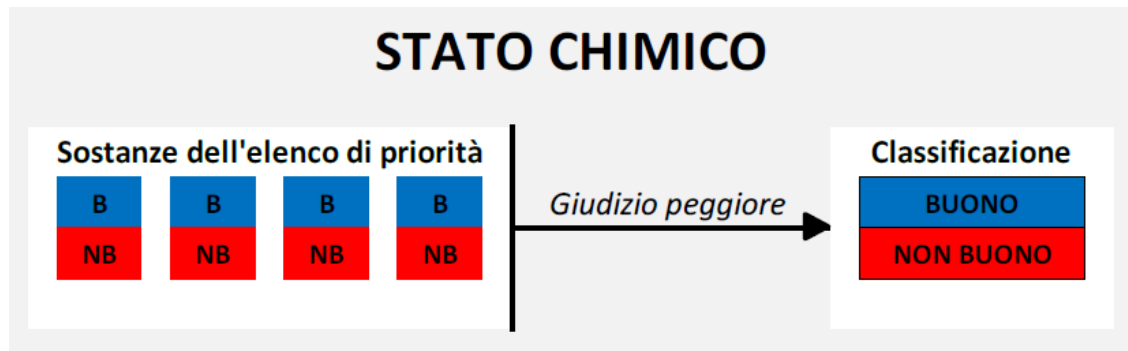 STATO CHIMICO
Sostanze dell'elenco di priorità
B B B B
NB NB NB NB
Giudizio peggiore
Classificazione
BUONO
NON BUONO